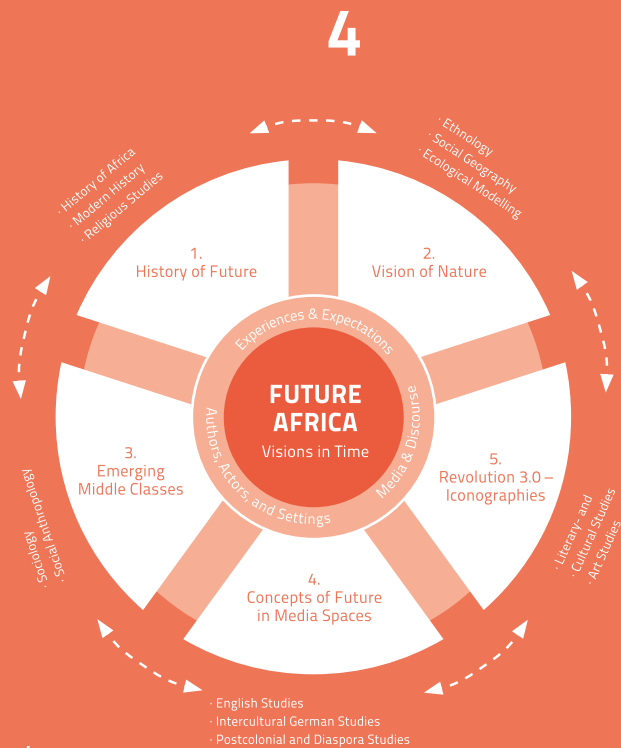 4
· History of Africa
· Modern History
· Religious Studies
· Ethnology
· Social Geography
· Ecological Modelling
1.
History of Future
2.
Vision of Nature
Experiences & Expectations
FUTURE
AFRICA
Visions in Time
Authors, Actors, and Settings
Media & Discourse
3.
Emerging
Middle Classes
5.
Revolution 3.0 –
Iconographies
· Sociology
· Social Anthropology
· Literary- and
· Cultural Studies
· Art Studies
4.
Concepts of Future
in Media Spaces
· English Studies
· Intercultural German Studies
· Postcolonial and Diaspora Studies